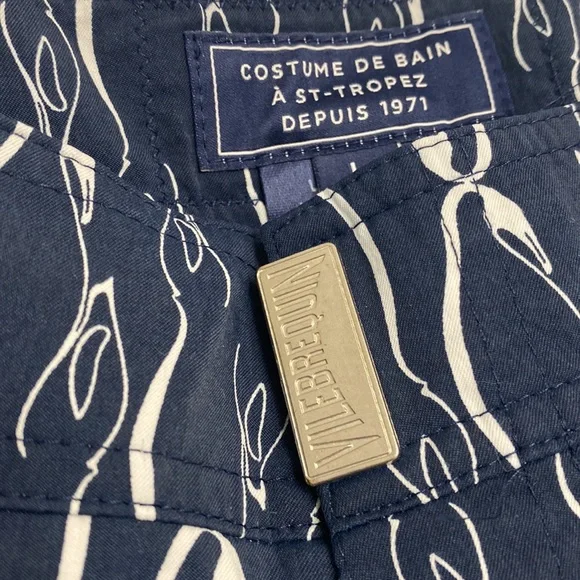 COSTUME DE BAIN
À ST-TROPEZ
DEPUIS 1971
VILEBREQUIN